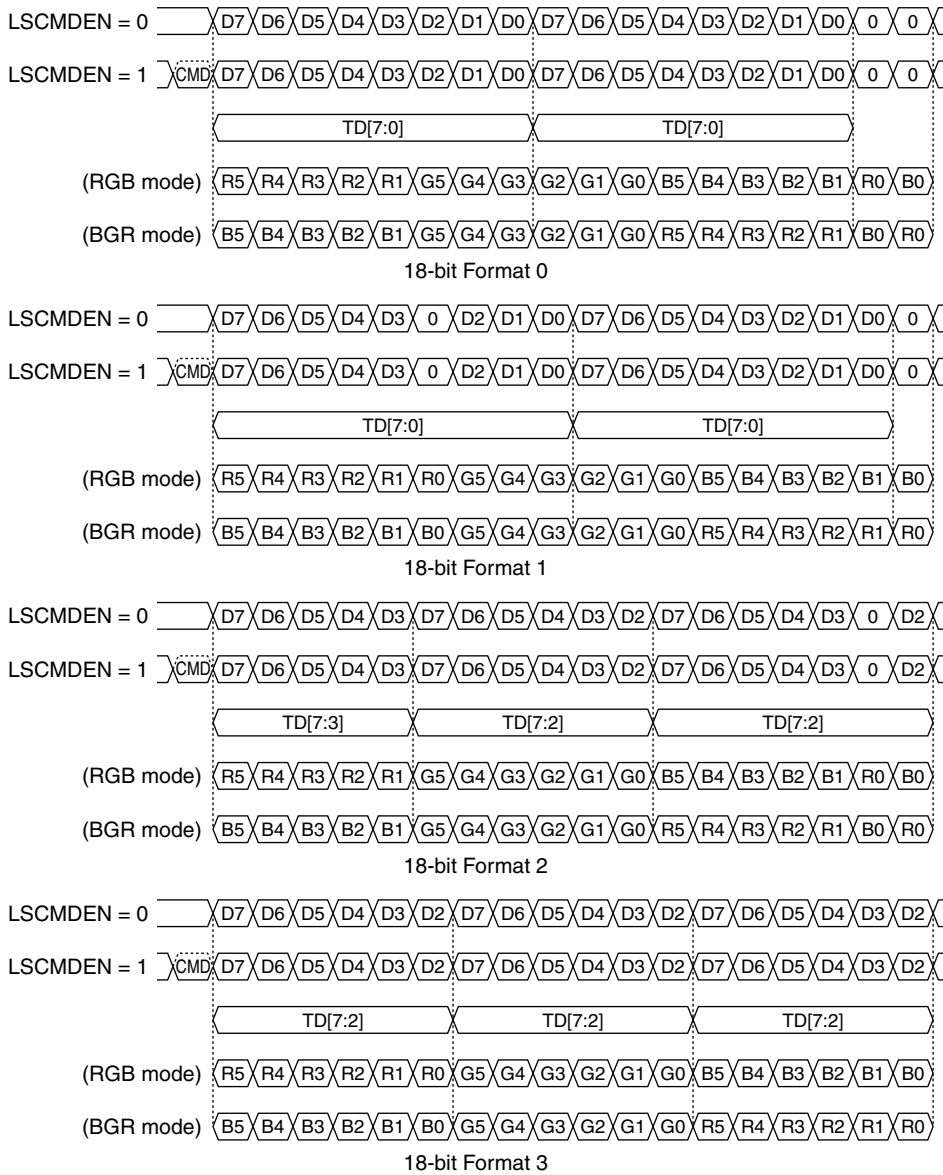 LSCMDEN = 0 D7 D6 D5 D4 D3 D2 D1 D0 D7 D6 D5 D4 D3 D2 D1 D0 0 0
LSCMDEN = 1 CMD D7 D6 D5 D4 D3 D2 D1 D0 D7 D6 D5 D4 D3 D2 D1 D0 0 0
TD[7:0] TD[7:0]
(RGB mode) R5 R4 R3 R2 R1 G5 G4 G3 G2 G1 G0 B5 B4 B3 B2 B1 R0 B0
(BGR mode) B5 B4 B3 B2 B1 G5 G4 G3 G2 G1 G0 R5 R4 R3 R2 R1 B0 R0
18-bit Format 0
LSCMDEN = 0 D7 D6 D5 D4 D3 0 D2 D1 D0 D7 D6 D5 D4 D3 D2 D1 D0 0
LSCMDEN = 1 CMD D7 D6 D5 D4 D3 0 D2 D1 D0 D7 D6 D5 D4 D3 D2 D1 D0 0
TD[7:0] TD[7:0]
(RGB mode) R5 R4 R3 R2 R1 R0 G5 G4 G3 G2 G1 G0 B5 B4 B3 B2 B1 B0
(BGR mode) B5 B4 B3 B2 B1 B0 G5 G4 G3 G2 G1 G0 R5 R4 R3 R2 R1 R0
18-bit Format 1
LSCMDEN = 0 D7 D6 D5 D4 D3 D7 D6 D5 D4 D3 D2 D7 D6 D5 D4 D3 0 D2
LSCMDEN = 1 CMD D7 D6 D5 D4 D3 D7 D6 D5 D4 D3 D2 D7 D6 D5 D4 D3 0 D2
TD[7:3] TD[7:2] TD[7:2]
(RGB mode) R5 R4 R3 R2 R1 G5 G4 G3 G2 G1 G0 B5 B4 B3 B2 B1 R0 B0
(BGR mode) B5 B4 B3 B2 B1 G5 G4 G3 G2 G1 G0 R5 R4 R3 R2 R1 B0 R0
18-bit Format 2
LSCMDEN = 0 D7 D6 D5 D4 D3 D2 D7 D6 D5 D4 D3 D2 D7 D6 D5 D4 D3 D2
LSCMDEN = 1 CMD D7 D6 D5 D4 D3 D2 D7 D6 D5 D4 D3 D2 D7 D6 D5 D4 D3 D2
TD[7:2] TD[7:2] TD[7:2]
(RGB mode) R5 R4 R3 R2 R1 R0 G5 G4 G3 G2 G1 G0 B5 B4 B3 B2 B1 B0
(BGR mode) B5 B4 B3 B2 B1 B0 G5 G4 G3 G2 G1 G0 R5 R4 R3 R2 R1 R0
18-bit Format 3